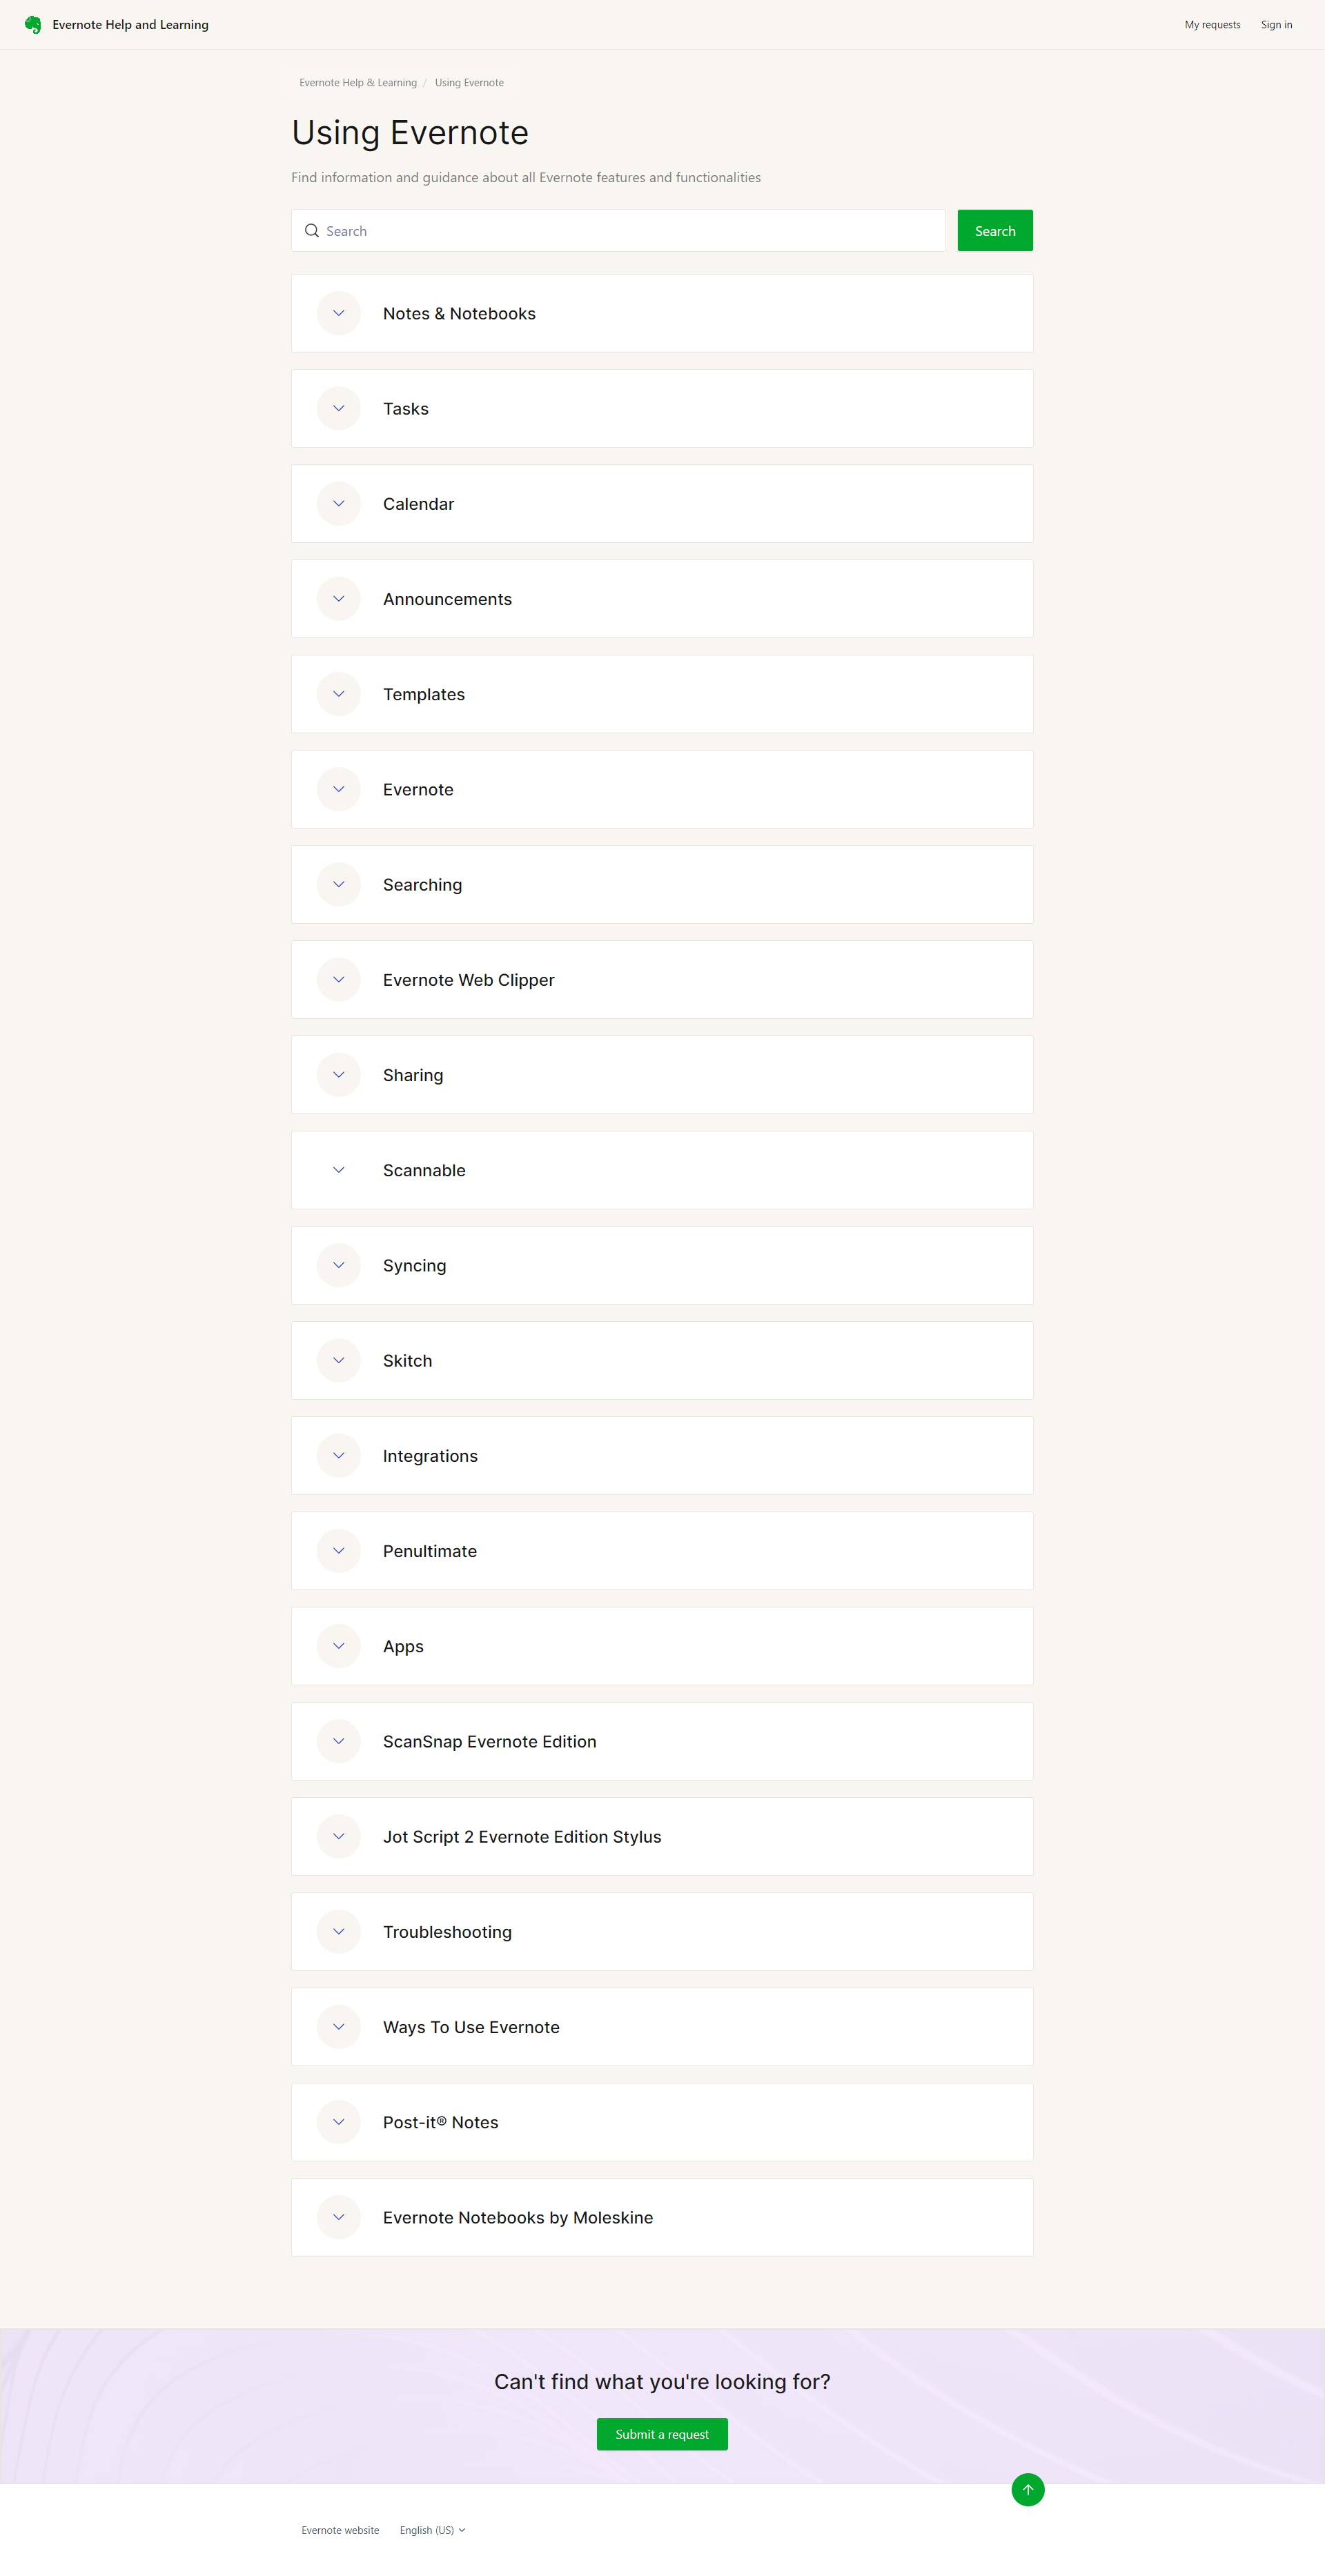 Evernote Help and Learning
My requests
Sign in
Evernote Help & Learning / Using Evernote
Using Evernote
Find information and guidance about all Evernote features and functionalities
Search
Search
Notes & Notebooks
Tasks
Calendar
Announcements
Templates
Evernote
Searching
Evernote Web Clipper
Sharing
Scannable
Syncing
Skitch
Integrations
Penultimate
Apps
ScanSnap Evernote Edition
Jot Script 2 Evernote Edition Stylus
Troubleshooting
Ways To Use Evernote
Post-it® Notes
Evernote Notebooks by Moleskine
Can't find what you're looking for?
Submit a request
Evernote website
English (US)